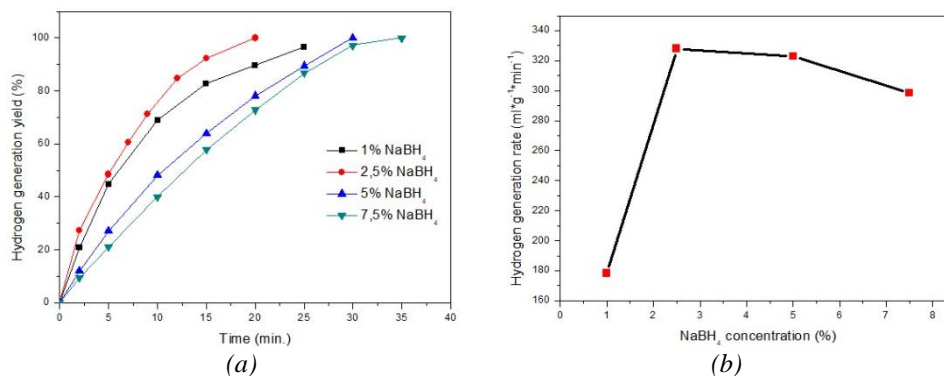 Hydrogen generation yield (%)
100
80
60
40
20
0
1% NaBH₄
2,5% NaBH₄
5% NaBH₄
7,5% NaBH₄
0 5 10 15 20 25 30 35 40
Time (min.)
(a)
Hydrogen generation rate (ml*g⁻¹*min⁻¹)
340
320
300
280
260
240
220
200
180
160
0 1 2 3 4 5 6 7 8
NaBH₄ concentration (%)
(b)